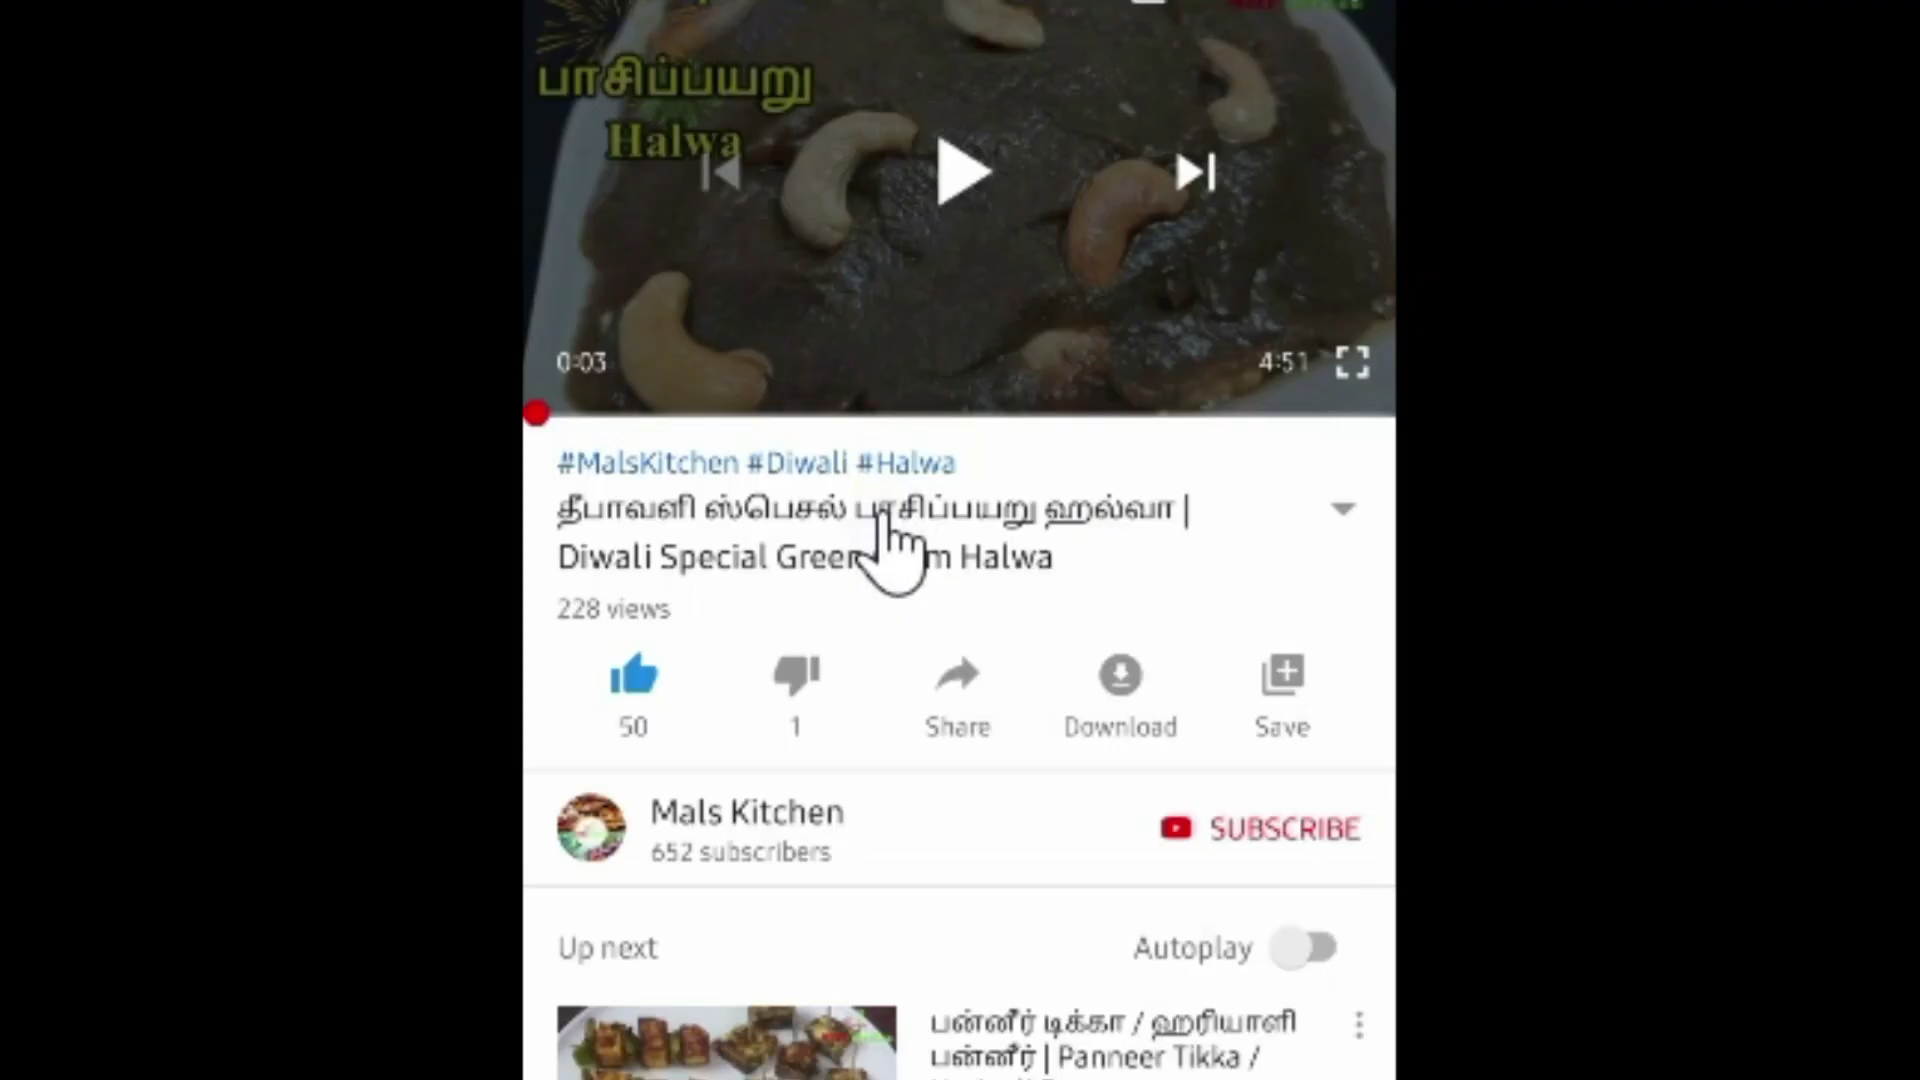 பாசிப்பயறு
Halwa
0:03
4:51
#MalsKitchen #Diwali #Halwa
தீபாவளி ஸ்பெசல் பாசிப்பயறு ஹல்வா |
Diwali Special Green Halwa
228 views
50
1
Share
Download
Save
Mals Kitchen
652 subscribers
SUBSCRIBE
Up next
Autoplay
பன்னீர் டிக்கா / ஹரியாளி
பன்னீர் | Panneer Tikka /